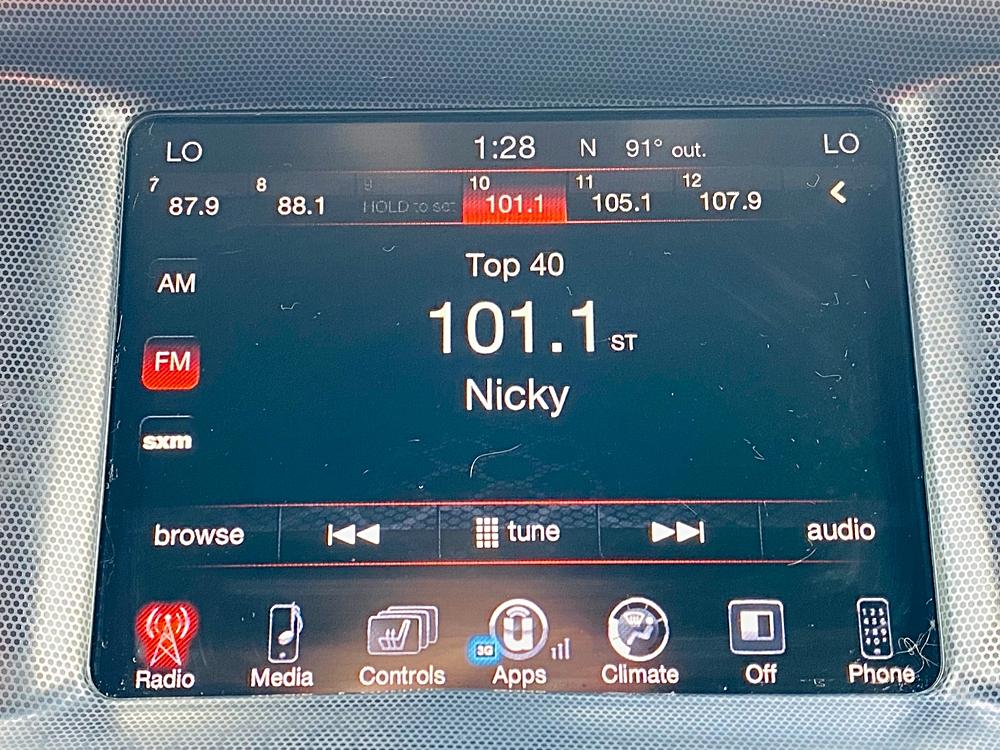 LO 1:28 N 91° out. LO
7 8 9 10 11 12
87.9 88.1 HOLD to set 101.1 105.1 107.9
Top 40
AM
101.1 ST
FM
Nicky
sxm
browse tune audio
3G
Radio Media Controls Apps Climate Off Phone